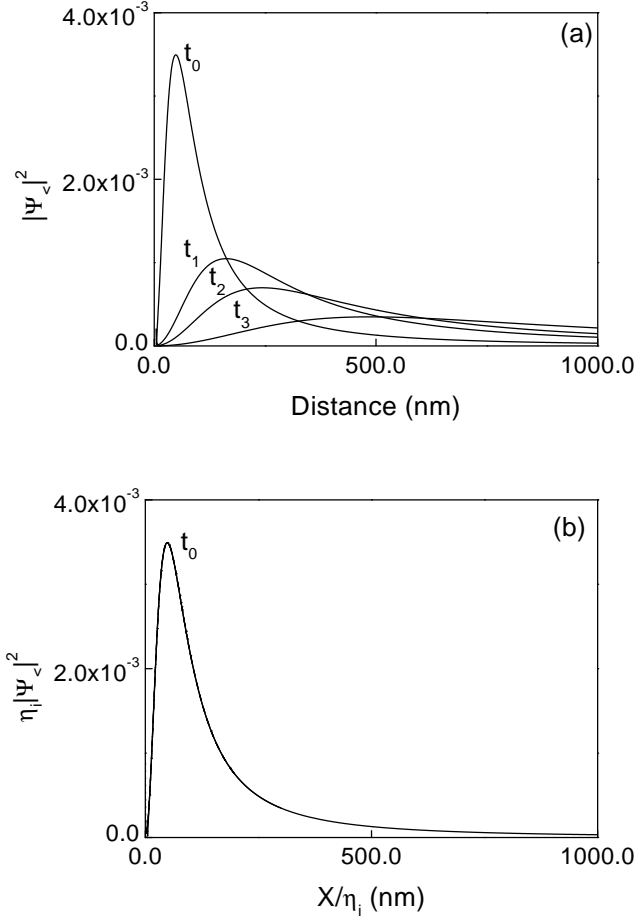 4.0x10⁻³
(a)
t₀
|Ψ<|²
2.0x10⁻³
t₁
t₂
t₃
0.0
0.0
500.0
1000.0
Distance (nm)
4.0x10⁻³
(b)
t₀
ηᵢ|Ψ<|²
2.0x10⁻³
0.0
0.0
500.0
1000.0
X/ηᵢ (nm)